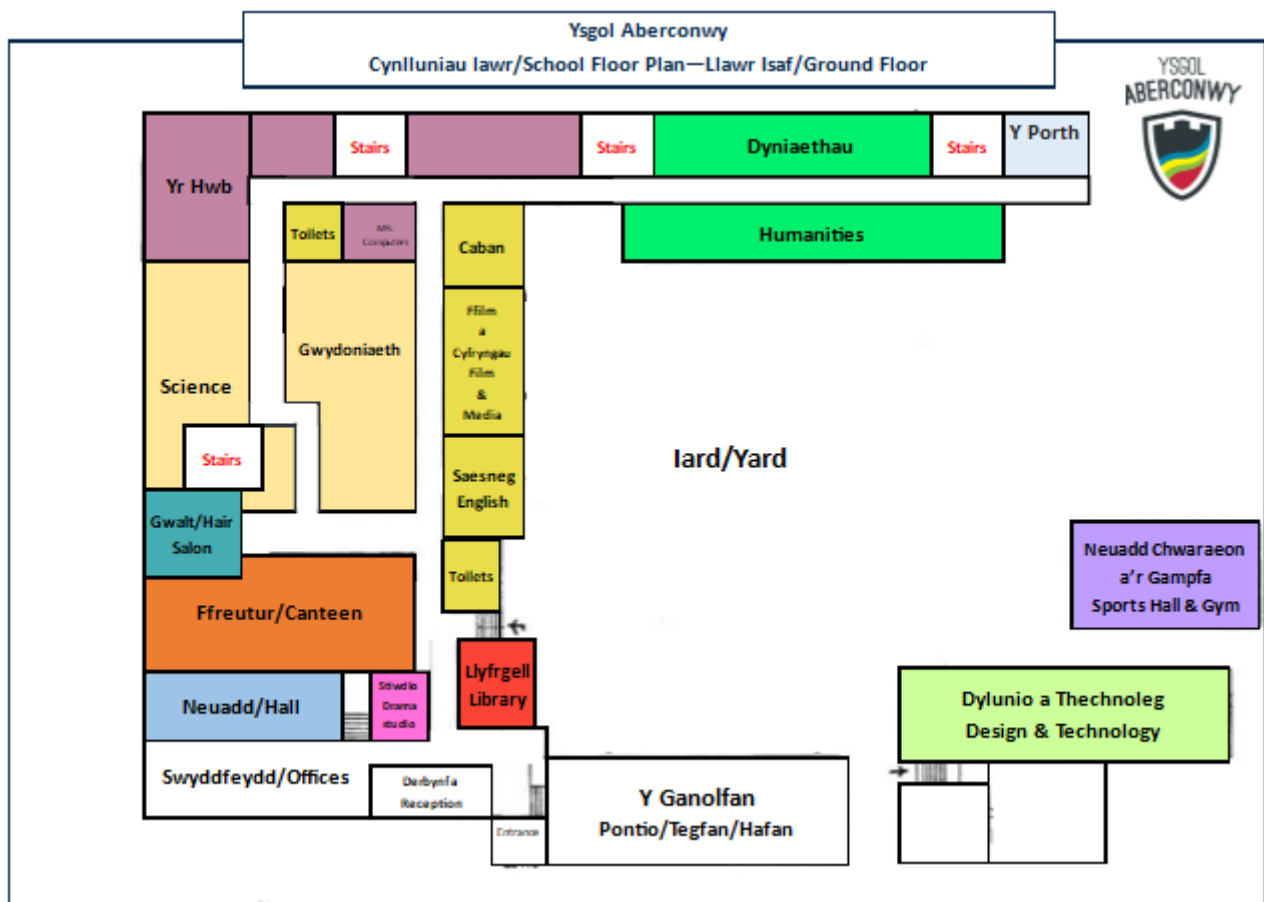 Ysgol Aberconwy
Cynlluniau lawr/School Floor Plan—Llawr Isaf/Ground Floor
YSGOL
ABERCONWY
Stairs
Stairs
Dyniaethau
Stairs
Y Porth
Yr Hwb
Toilets
Computers
Caban
Humanities
Ffilm
a
Cyfryngau
Film
&
Media
Gwydoniaeth
Science
Stairs
Iard/Yard
Saesneg
English
Gwalt/Hair
Salon
Toilets
Neuadd Chwaraeon
a'r Gampfa
Sports Hall & Gym
Ffreutur/Canteen
Llyfrgell
Library
Neuadd/Hall
Stiwdio
Drama
studio
Dylunio a Thechnoleg
Design & Technology
Swyddfeydd/Offices
Derbynfa
Reception
Entrance
Y Ganolfan
Pontio/Tegfan/Hafan